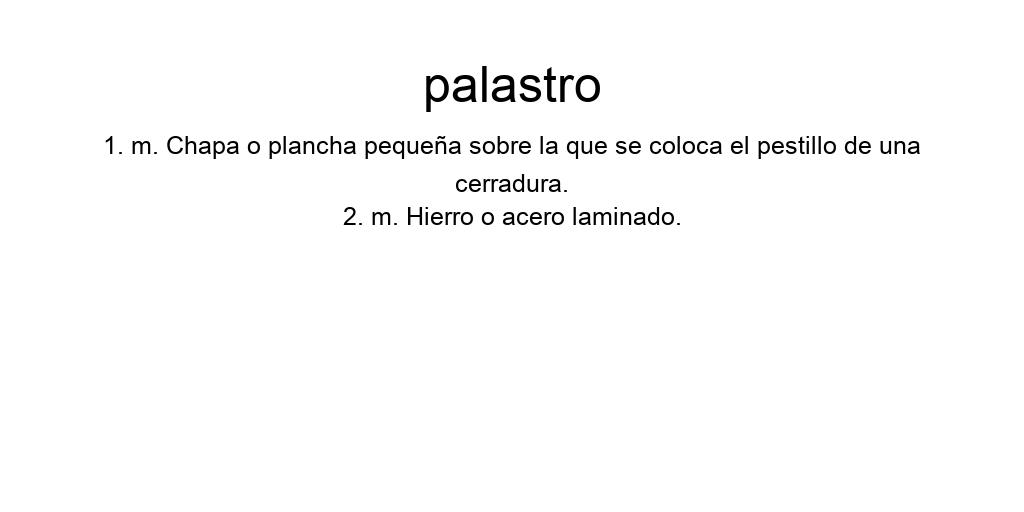 palastro
1. m. Chapa o plancha pequeña sobre la que se coloca el pestillo de una
cerradura.
2. m. Hierro o acero laminado.